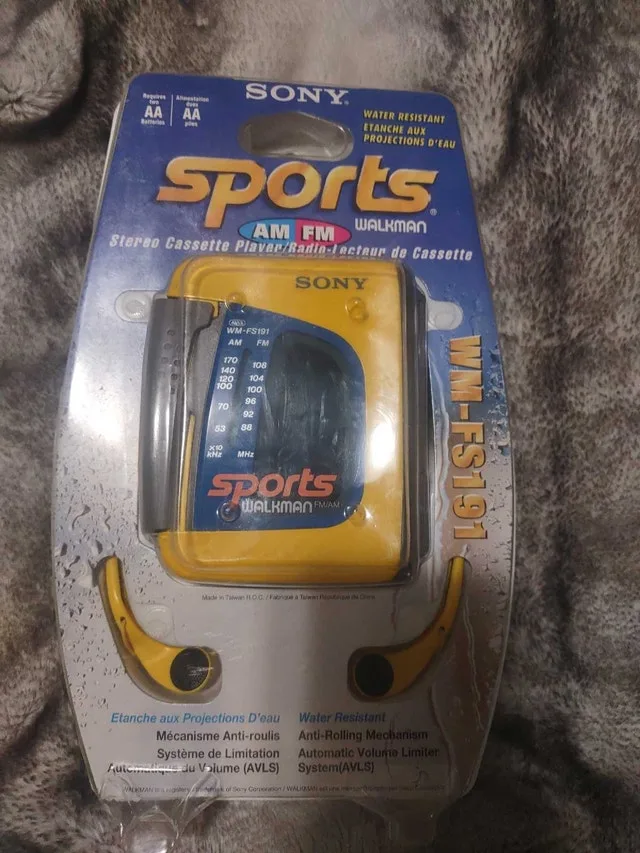 SONY
Requires two AA Batteries
Alimentation deux AA piles
WATER RESISTANT
ETANCHE AUX
PROJECTIONS D'EAU
sports
WALKMAN
AM FM
Stereo Cassette Player/Radio-Lecteur de Cassette
SONY
WM-FS191
AM FM
170 108
140
120 104
100 100
96
70 92
53 88
X10 kHz MHz
sports
WALKMAN FM/AM
WM-FS191
Made in Taiwan R.O.C. / Fabriqué à Taiwan République de Chine
Etanche aux Projections D'eau
Mécanisme Anti-roulis
Système de Limitation
Automatique du Volume (AVLS)
Water Resistant
Anti-Rolling Mechanism
Automatic Volume Limiter
System(AVLS)